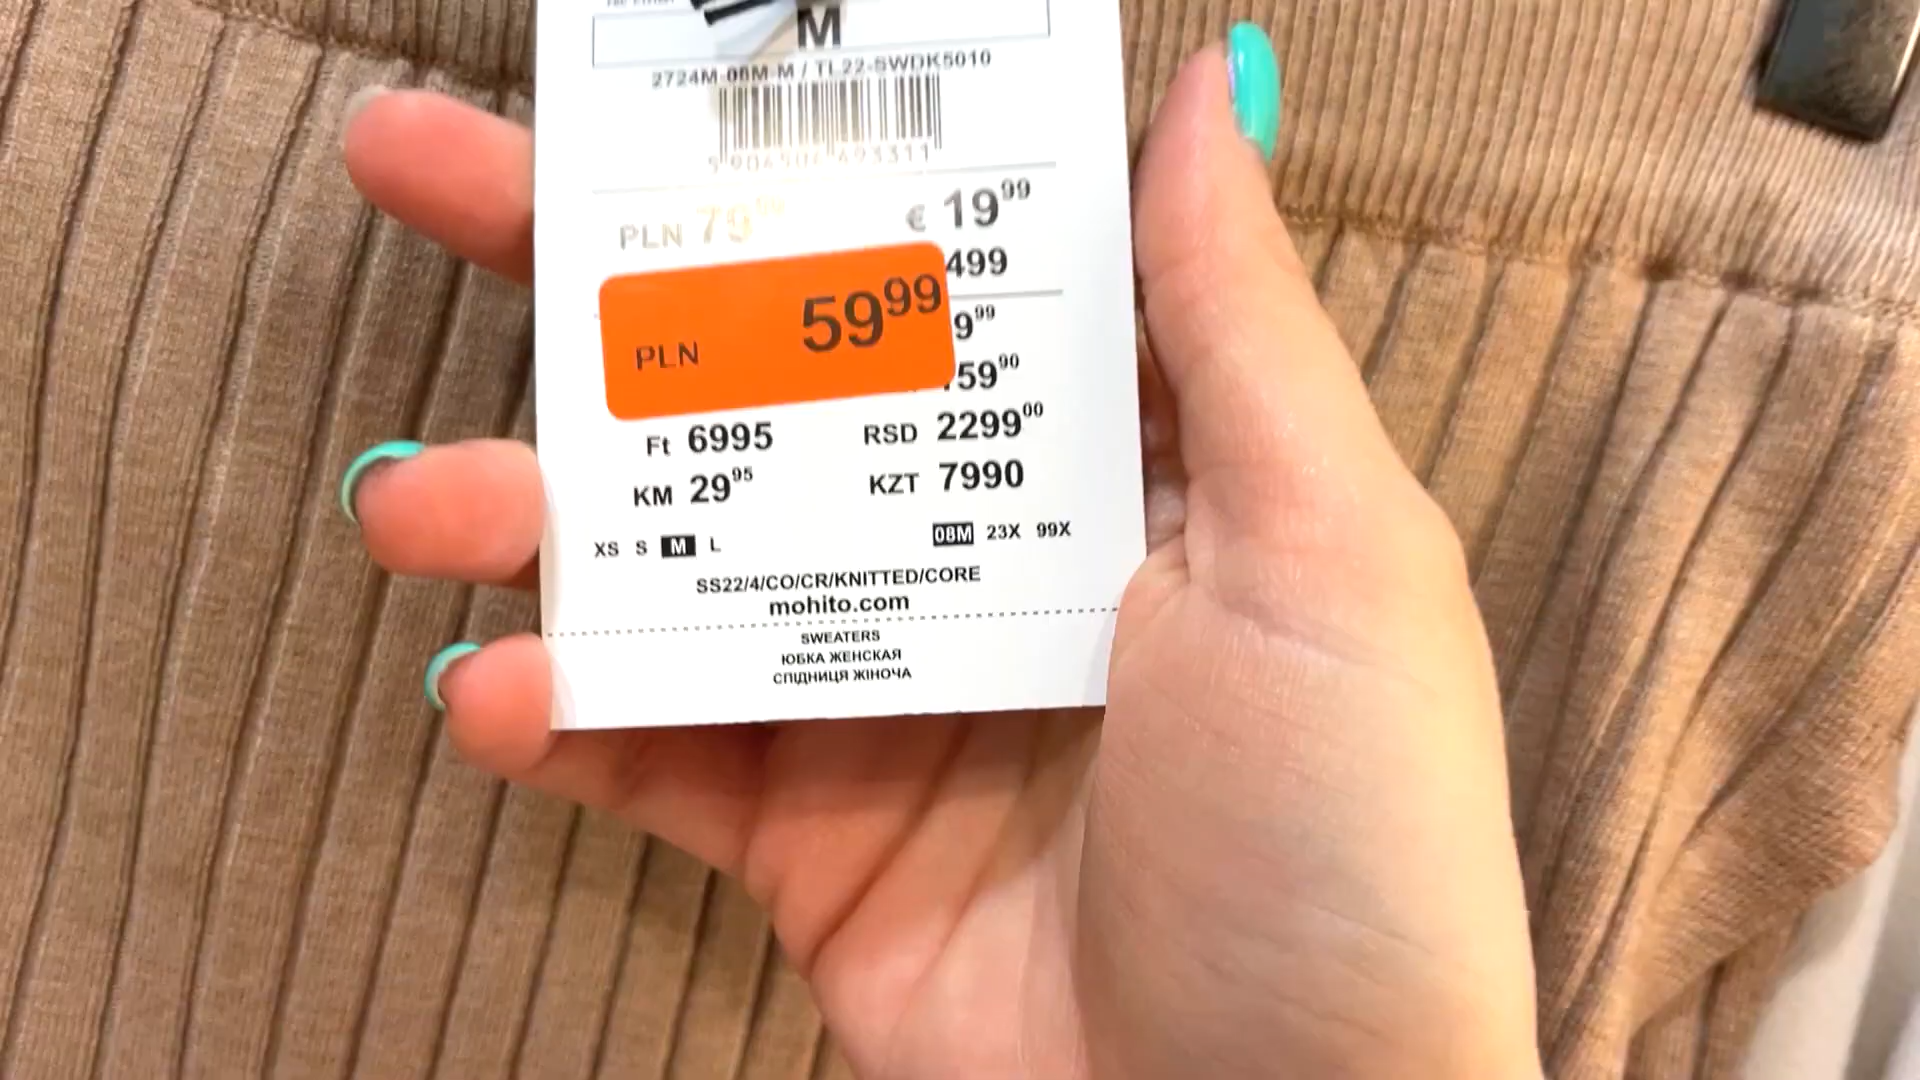 M
2724M-08M-M / TL22-SWDK5010
PLN 79⁹⁹ € 19⁹⁹
499
PLN 59⁹⁹
9⁹⁹
59⁹⁰
Ft 6995 RSD 2299⁰⁰
KM 29⁹⁵ KZT 7990
XS S M L 08M 23X 99X
SS22/4/CO/CR/KNITTED/CORE
mohito.com
SWEATERS
ЮБКА ЖЕНСКАЯ
СПІДНИЦЯ ЖІНОЧА